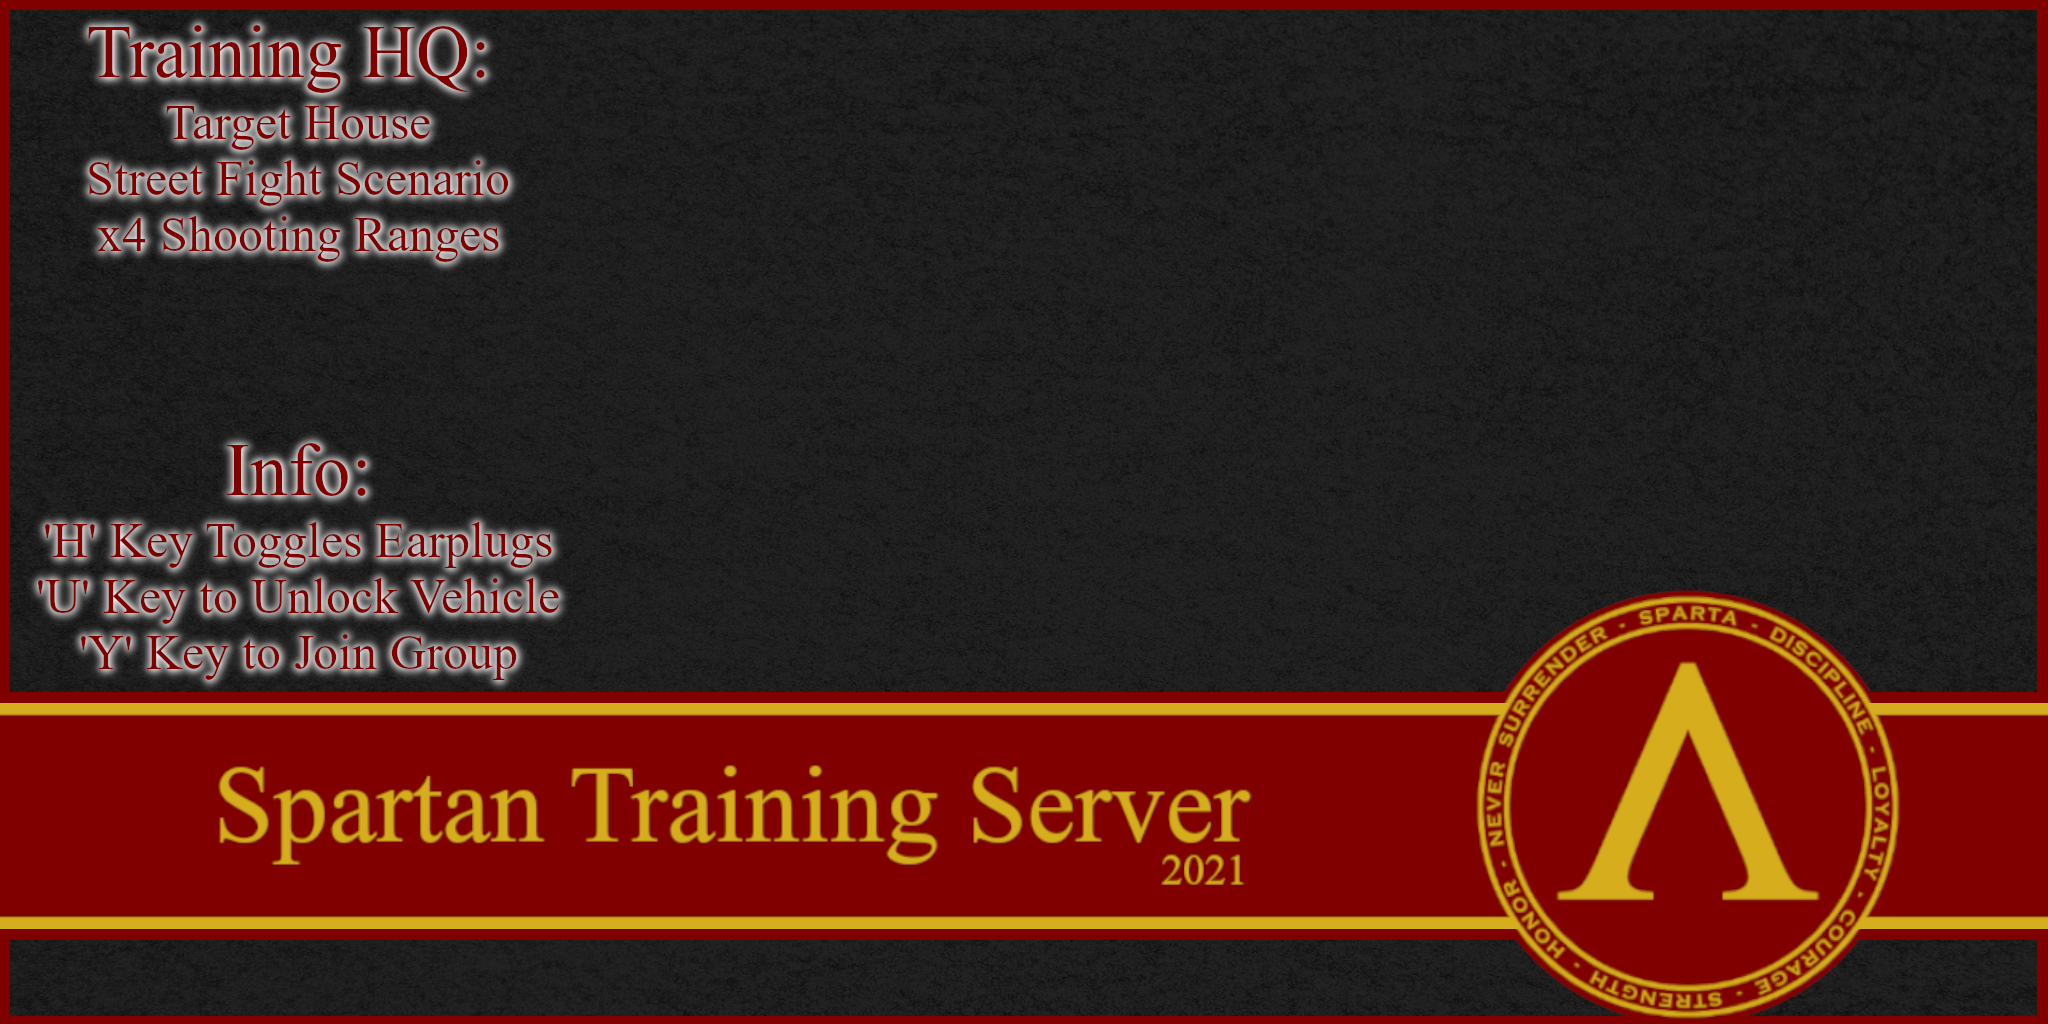 Training HQ:
Target House
Street Fight Scenario
x4 Shooting Ranges
Info:
'H' Key Toggles Earplugs
'U' Key to Unlock Vehicle
'Y' Key to Join Group
Spartan Training Server
2021
SPARTA - DISCIPLINE - LOYALTY - COURAGE - STRENGTH - HONOR - NEVER SURRENDER -
Λ